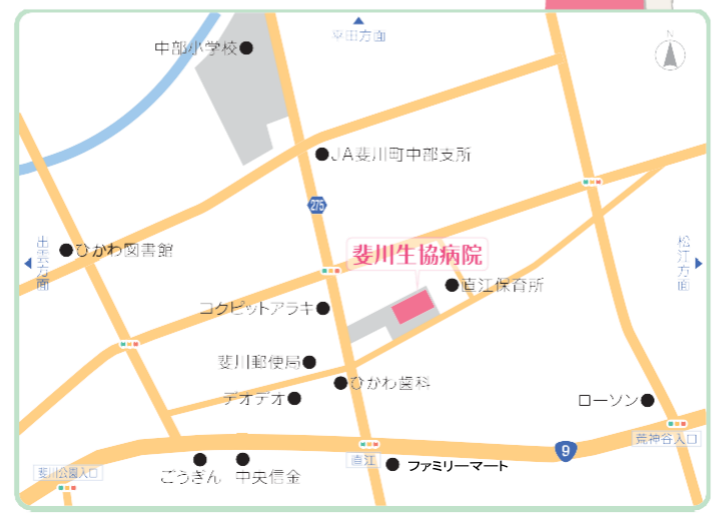 平田方面
N
中部小学校
JA斐川町中部支所
275
出雲方面
ひかわ図書館
斐川生協病院
松江方面
直江保育所
コクピットアラキ
斐川郵便局
ひかわ歯科
デオデオ
ローソン
荒神谷入口
9
直江
ファミリーマート
斐川公園入口
ごうぎん
中央信金